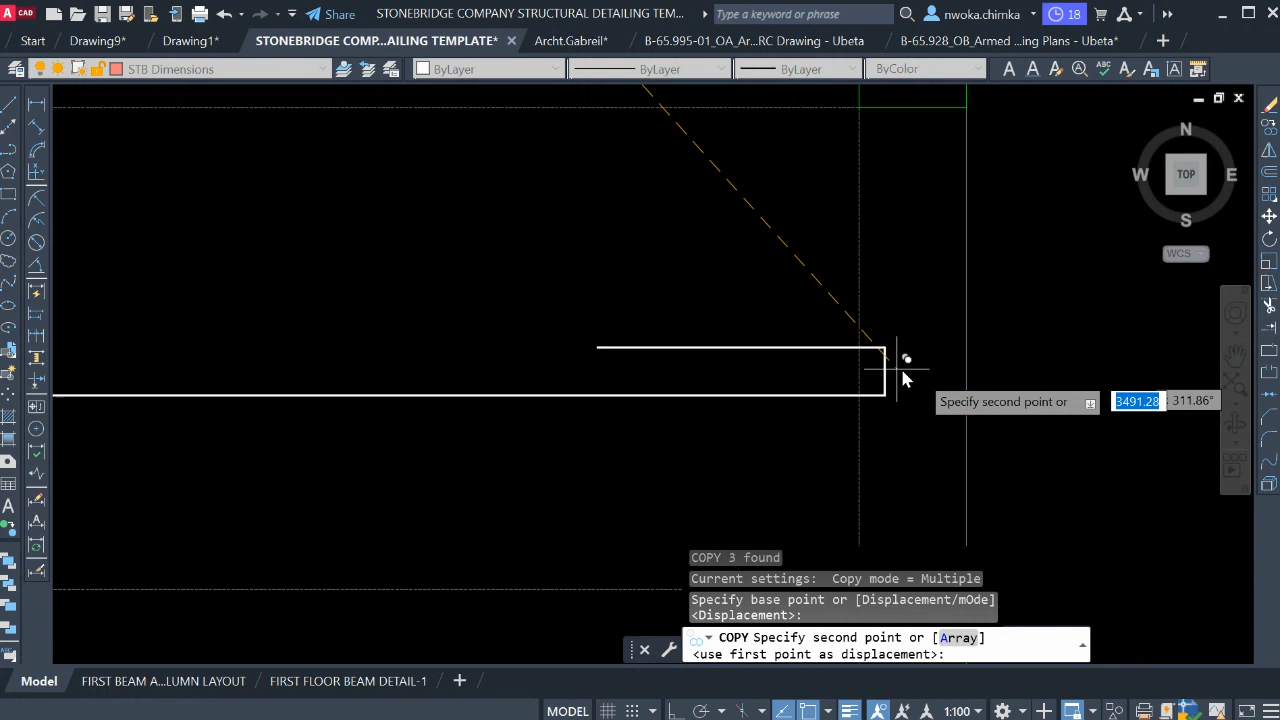 CAD
Share
STONEBRIDGE COMPANY STRUCTURAL DETAILING TEM...
Type a keyword or phrase
nwoka.chimka
18
Start
Drawing9*
Drawing1*
STONEBRIDGE COMP...AILING TEMPLATE*
Archt.Gabreil*
B-65.995-01_OA_Ar...RC Drawing - Ubeta
B-65.928_OB_Armed ...ing Plans - Ubeta*
STB Dimensions
ByLayer
ByLayer
ByLayer
ByColor
N
W
TOP
E
S
WCS
Specify second point or
3491.28
311.86°
COPY 3 found
Current settings:  Copy mode = Multiple
Specify base point or [Displacement/mOde]
<Displacement>:
COPY Specify second point or [Array]
<use first point as displacement>:
Model
FIRST BEAM A...LUMN LAYOUT
FIRST FLOOR BEAM DETAIL-1
MODEL
1:100